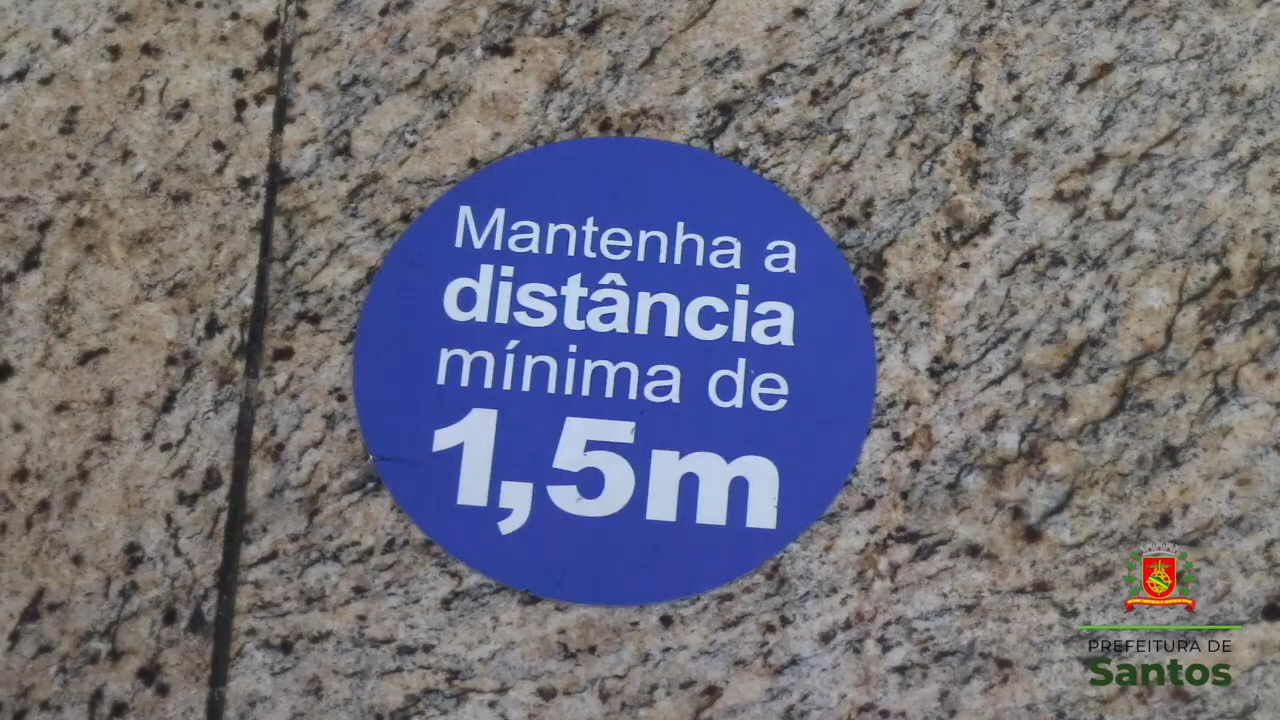 Mantenha a
distância
mínima de
1,5m
PREFEITURA DE
Santos